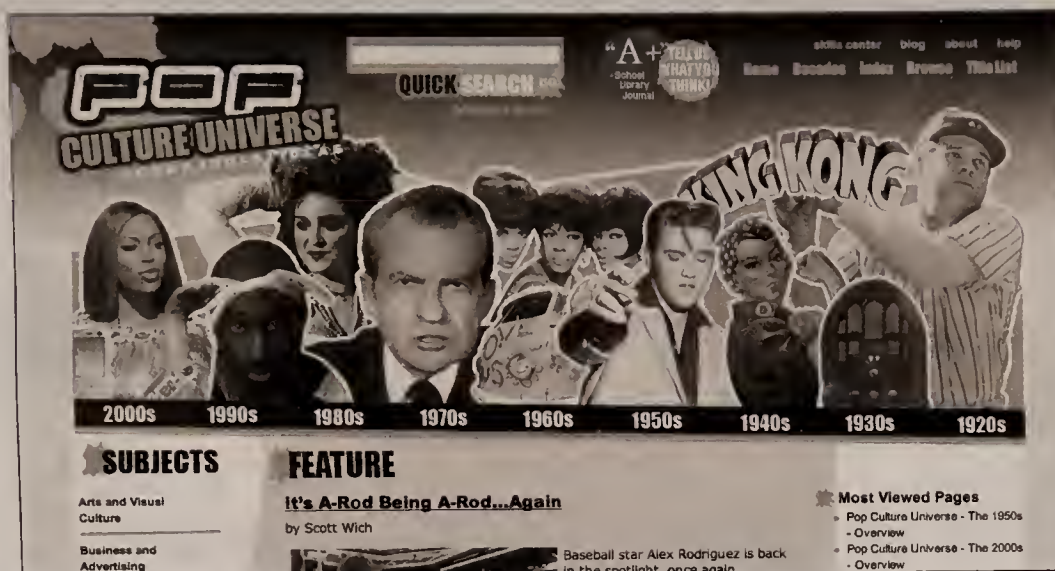 POP
CULTURE UNIVERSE
QUICK SEARCH GO
"A+"
-School
Library
Journal
TELL US
WHAT YOU
THINK!
skills center blog about help
Home Decades Index Browse Title List
KING KONG
2000s 1990s 1980s 1970s 1960s 1950s 1940s 1930s 1920s
SUBJECTS
Arts and Visual
Culture
Business and
Advertising
FEATURE
It's A-Rod Being A-Rod...Again
by Scott Wich
Baseball star Alex Rodriguez is back
in the spotlight, once again
Most Viewed Pages
Pop Culture Universe - The 1950s
- Overview
Pop Culture Universe - The 2000s
- Overview